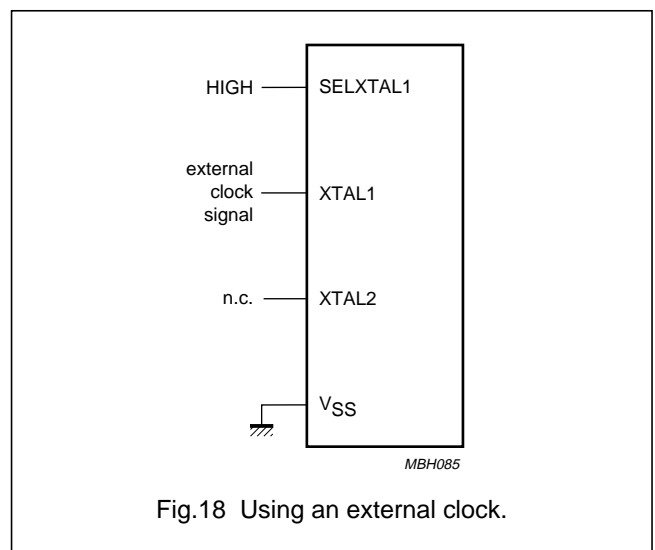 HIGH SELXTAL1
external
clock
signal
XTAL1
n.c. XTAL2
VSS
MBH085
Fig.18 Using an external clock.